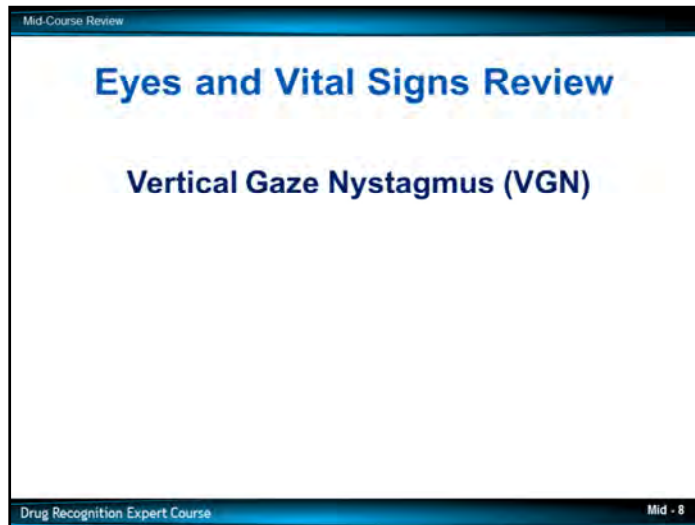 Mid-Course Review
Eyes and Vital Signs Review
Vertical Gaze Nystagmus (VGN)
Drug Recognition Expert Course
Mid - 8